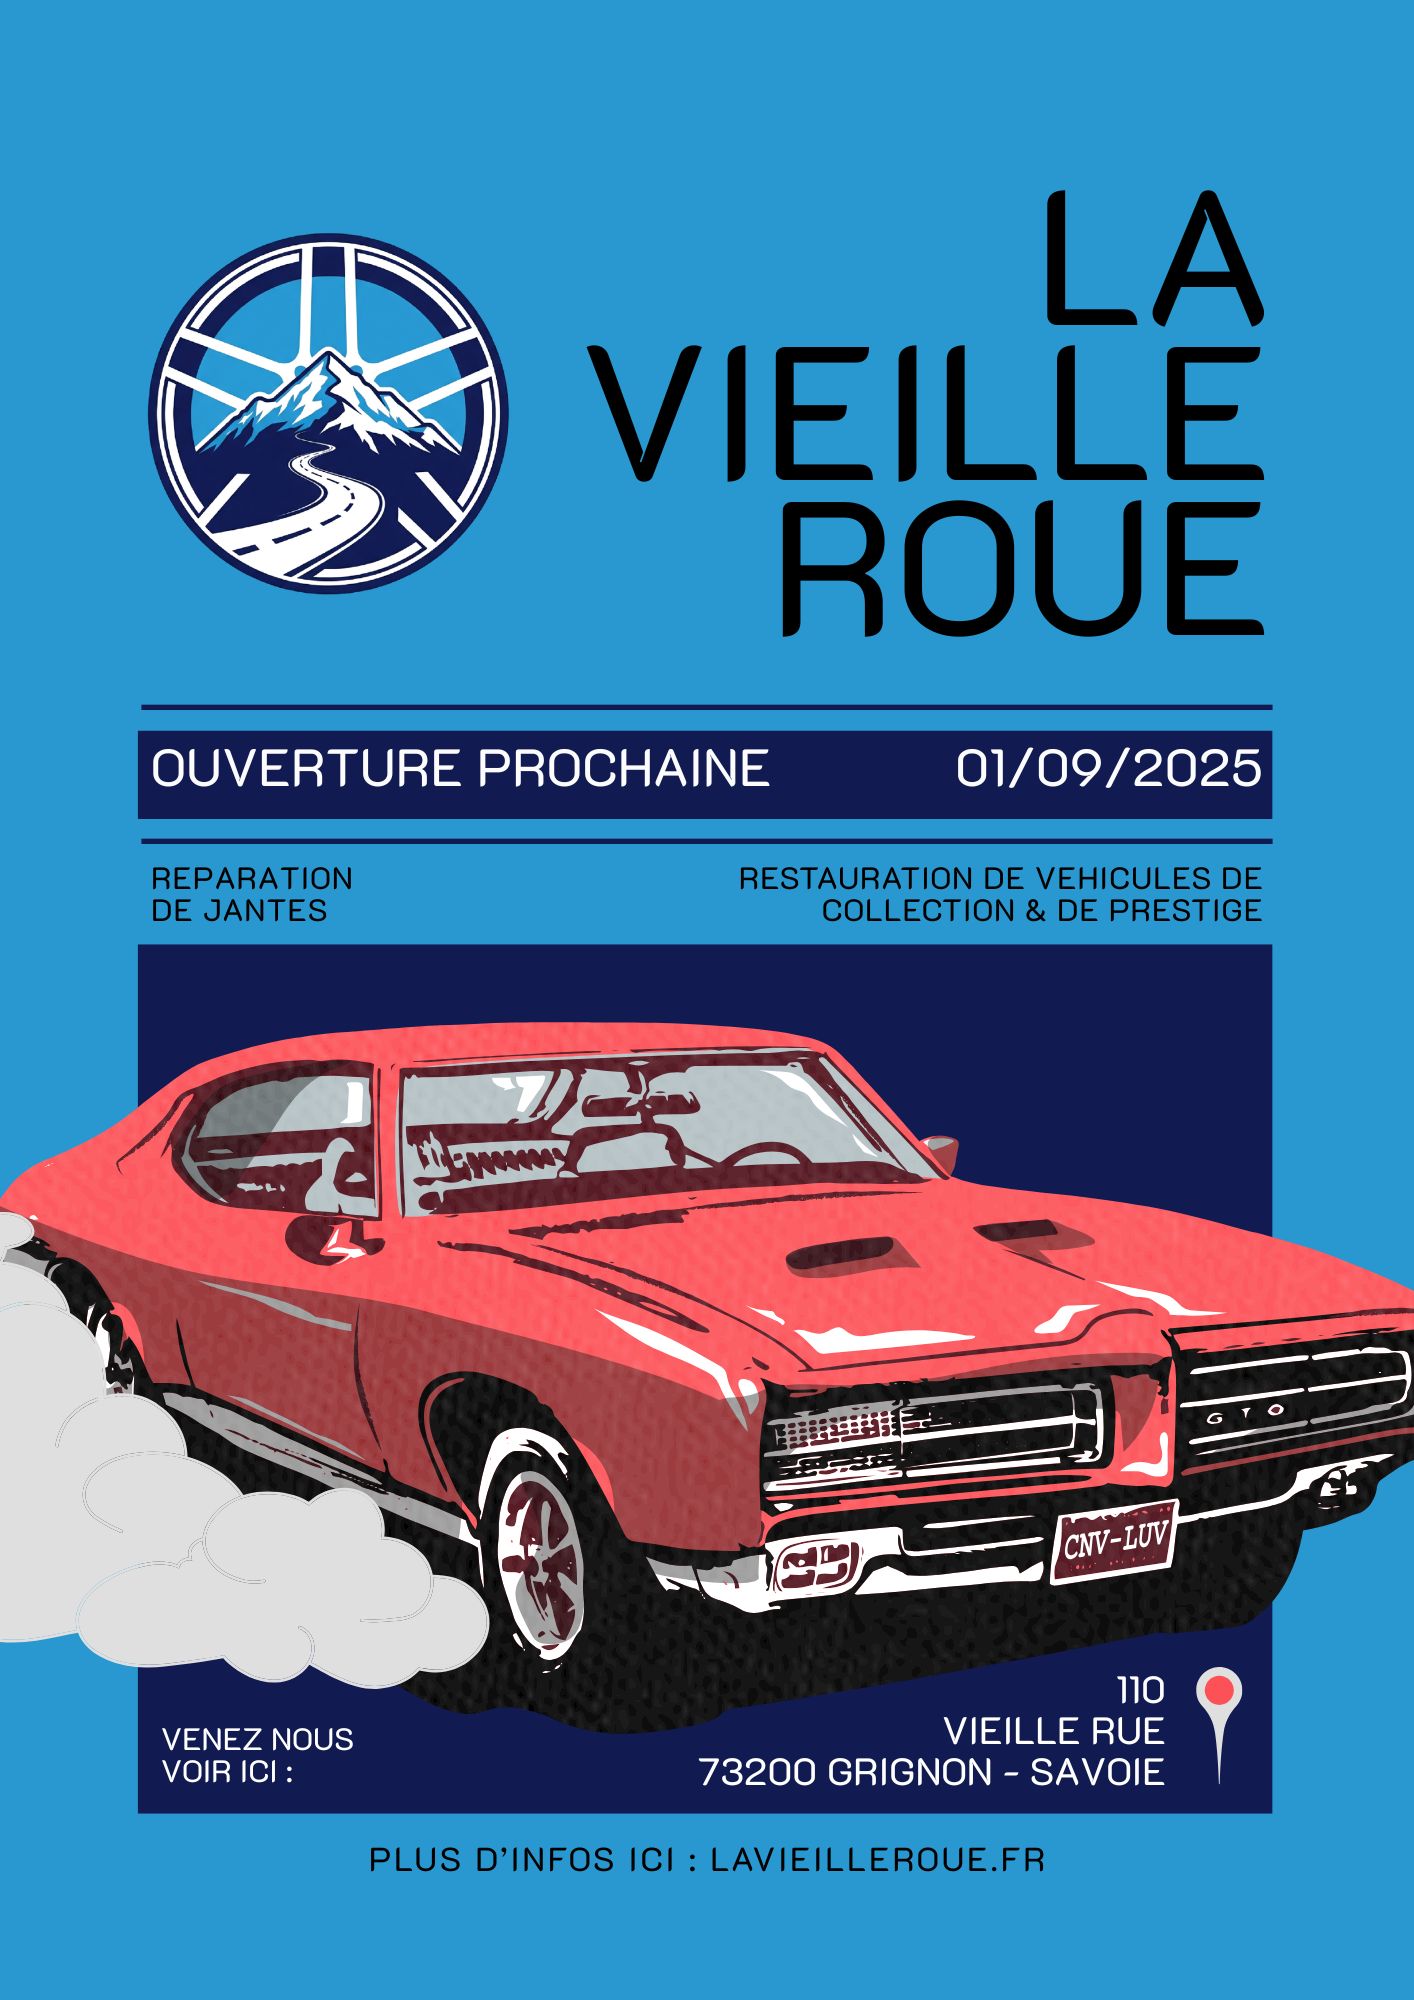 LA
VIEILLE
ROUE
OUVERTURE PROCHAINE 01/09/2025
REPARATION
DE JANTES
RESTAURATION DE VEHICULES DE
COLLECTION & DE PRESTIGE
GTO
CNV-LUV
VENEZ NOUS
VOIR ICI :
110
VIEILLE RUE
73200 GRIGNON - SAVOIE
PLUS D'INFOS ICI : LAVIEILLEROUE.FR